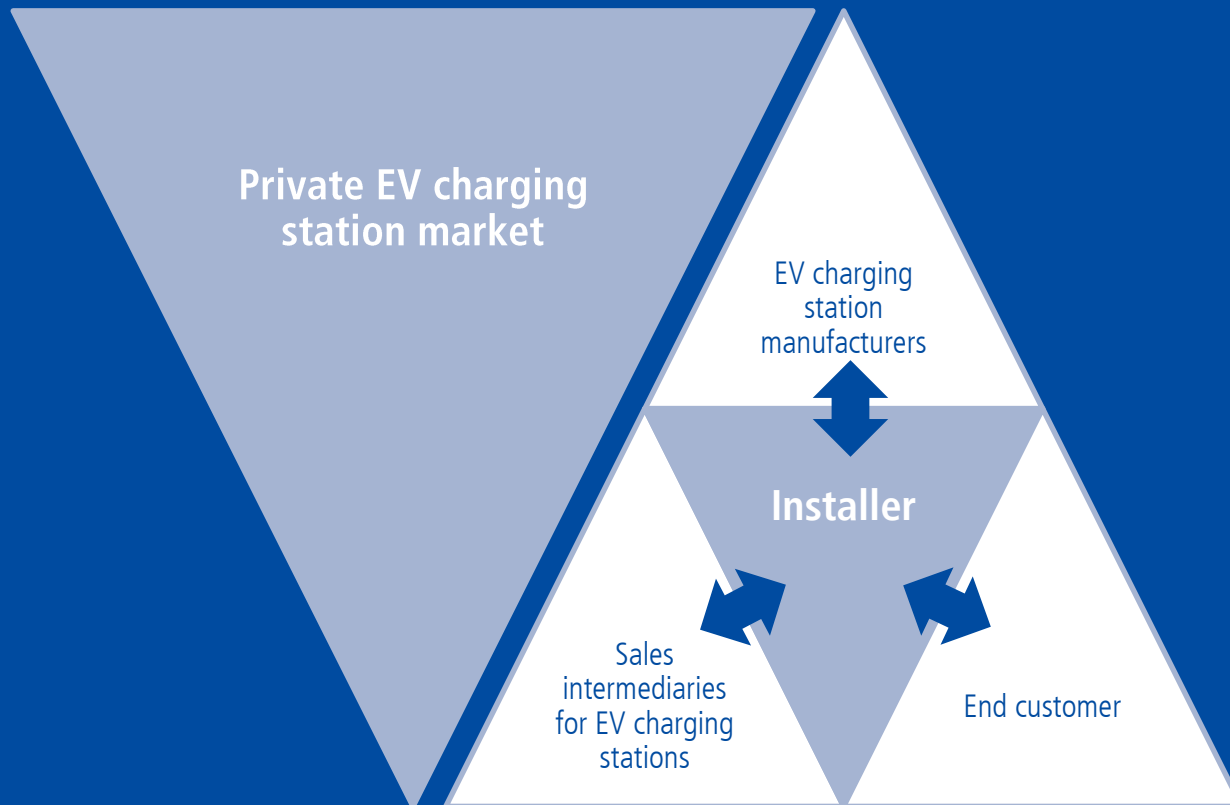 Private EV charging
station market
EV charging
station
manufacturers
Installer
Sales
intermediaries
for EV charging
stations
End customer